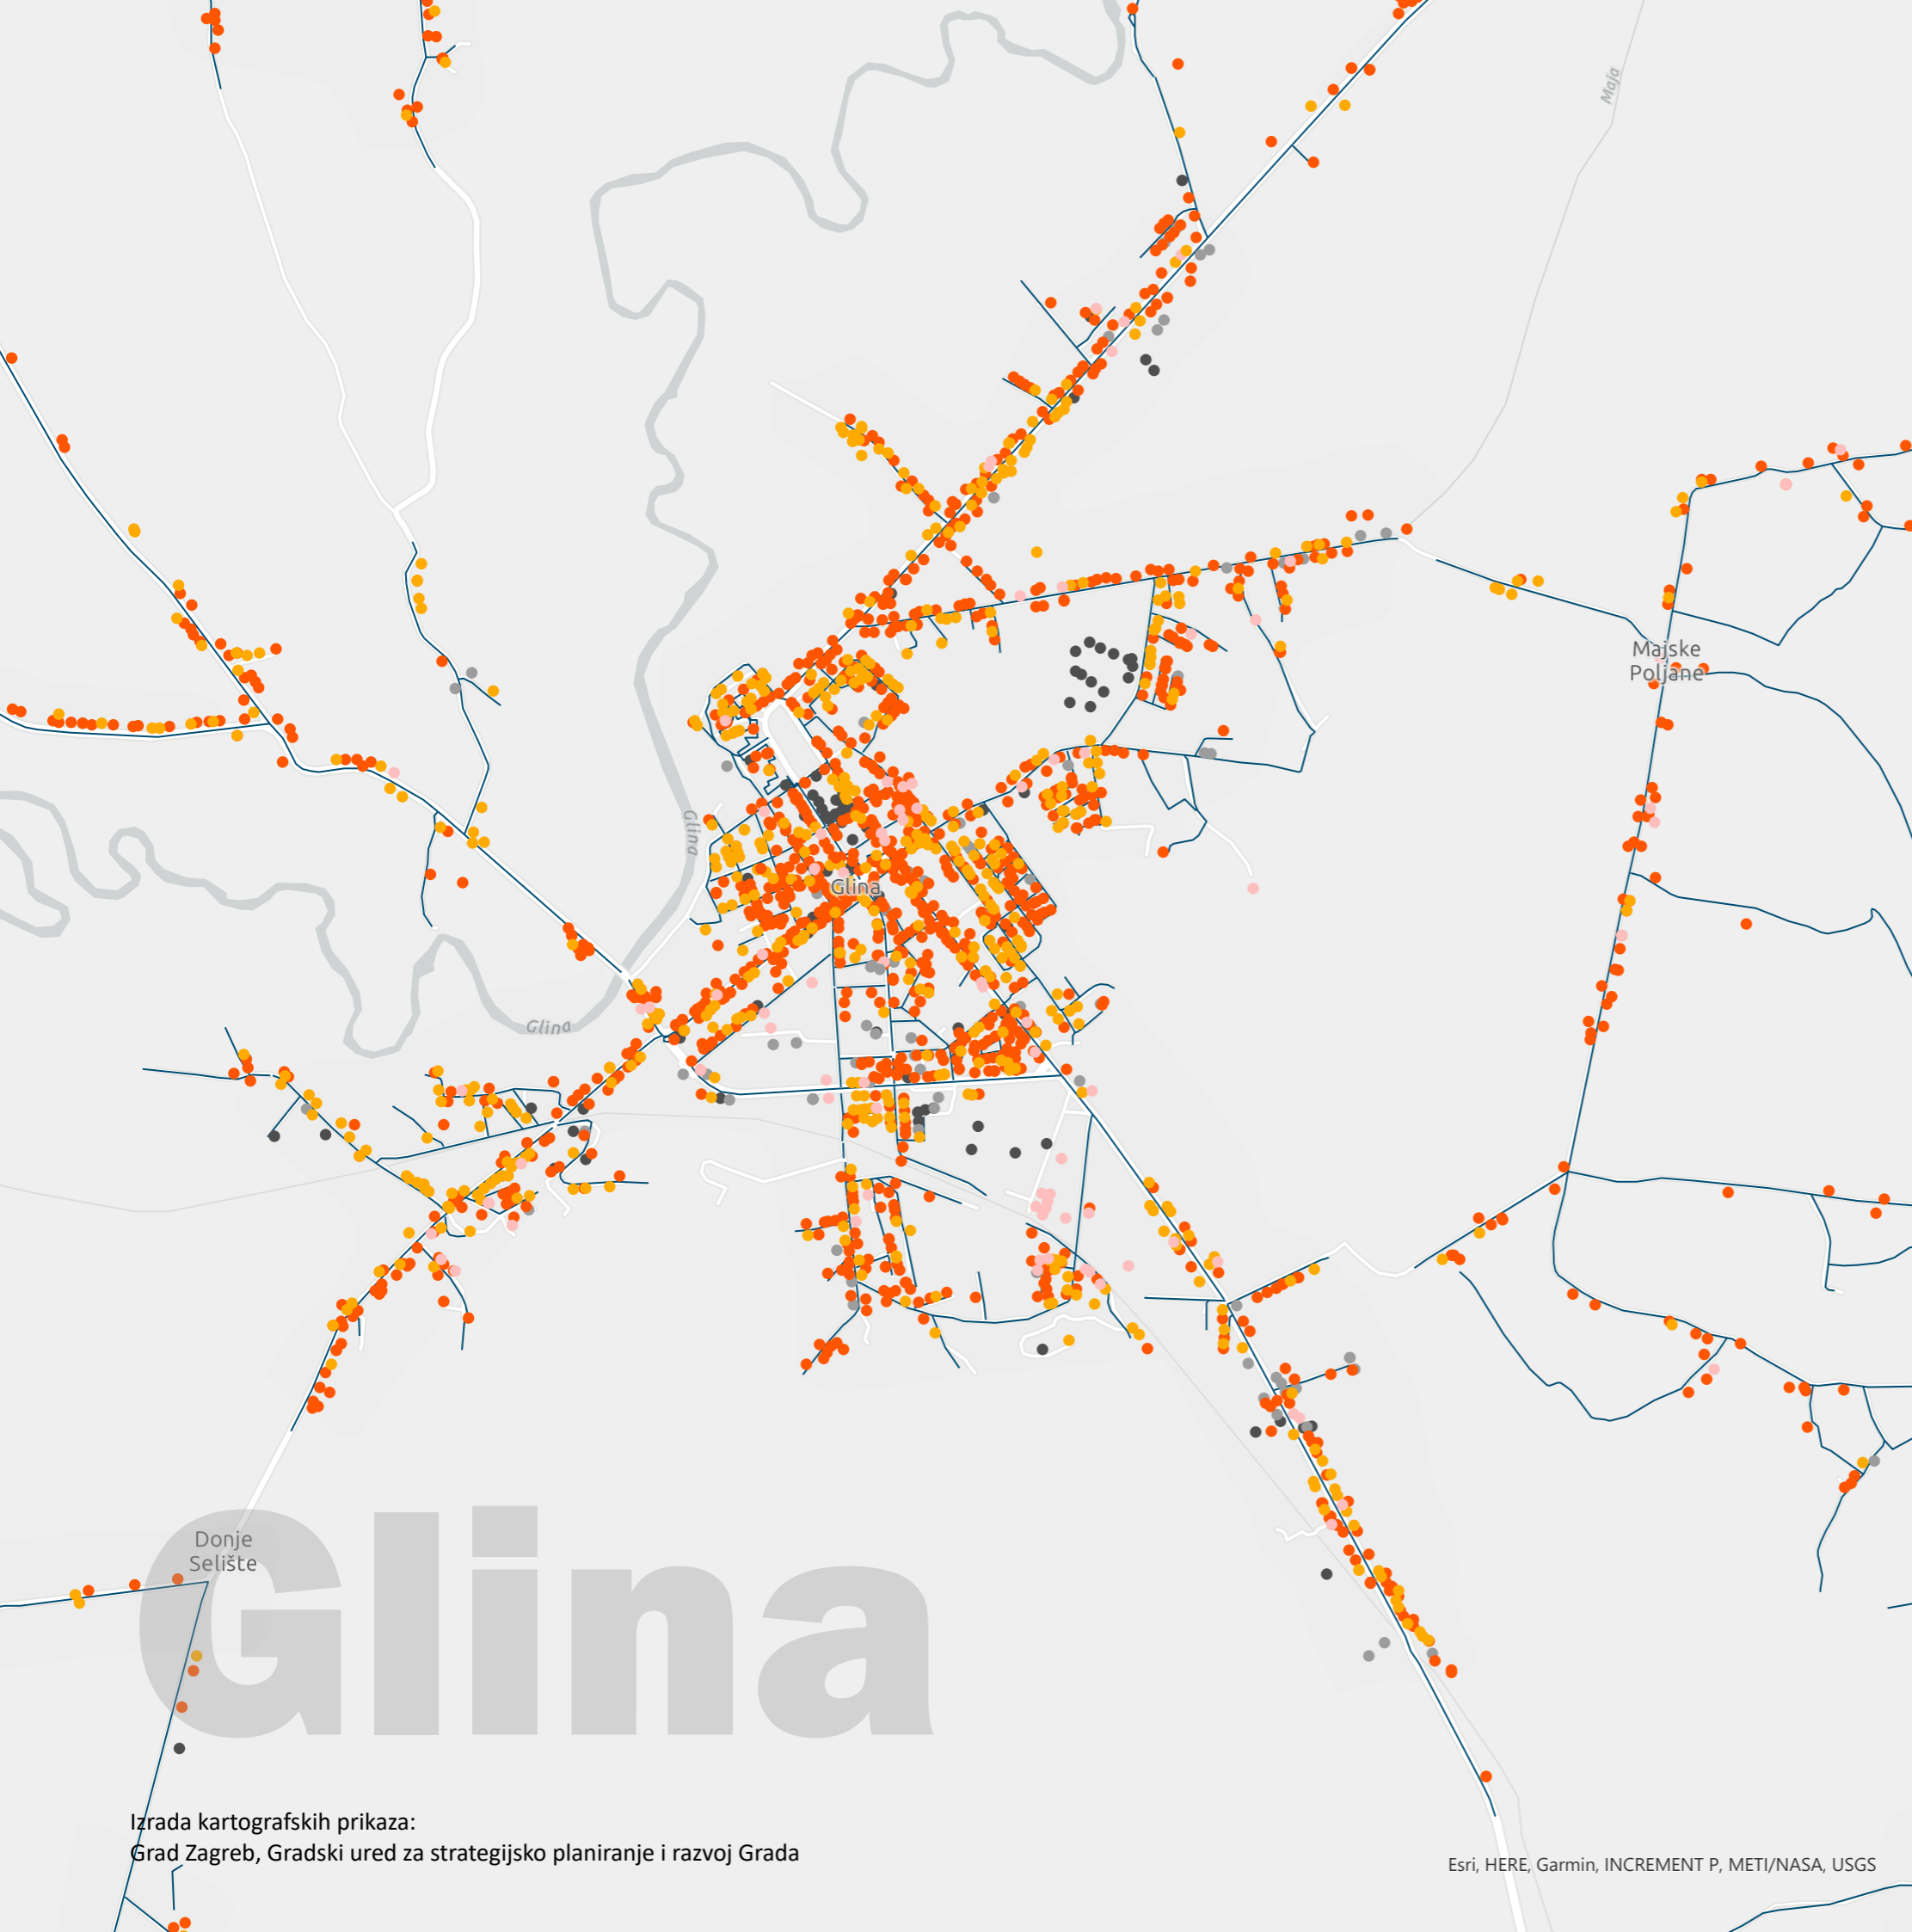 Maja
Majske
Poljane
Glina
Glina
Glina
Donje
Selište
Glina
Izrada kartografskih prikaza:
Grad Zagreb, Gradski ured za strategijsko planiranje i razvoj Grada
Esri, HERE, Garmin, INCREMENT P, METI/NASA, USGS